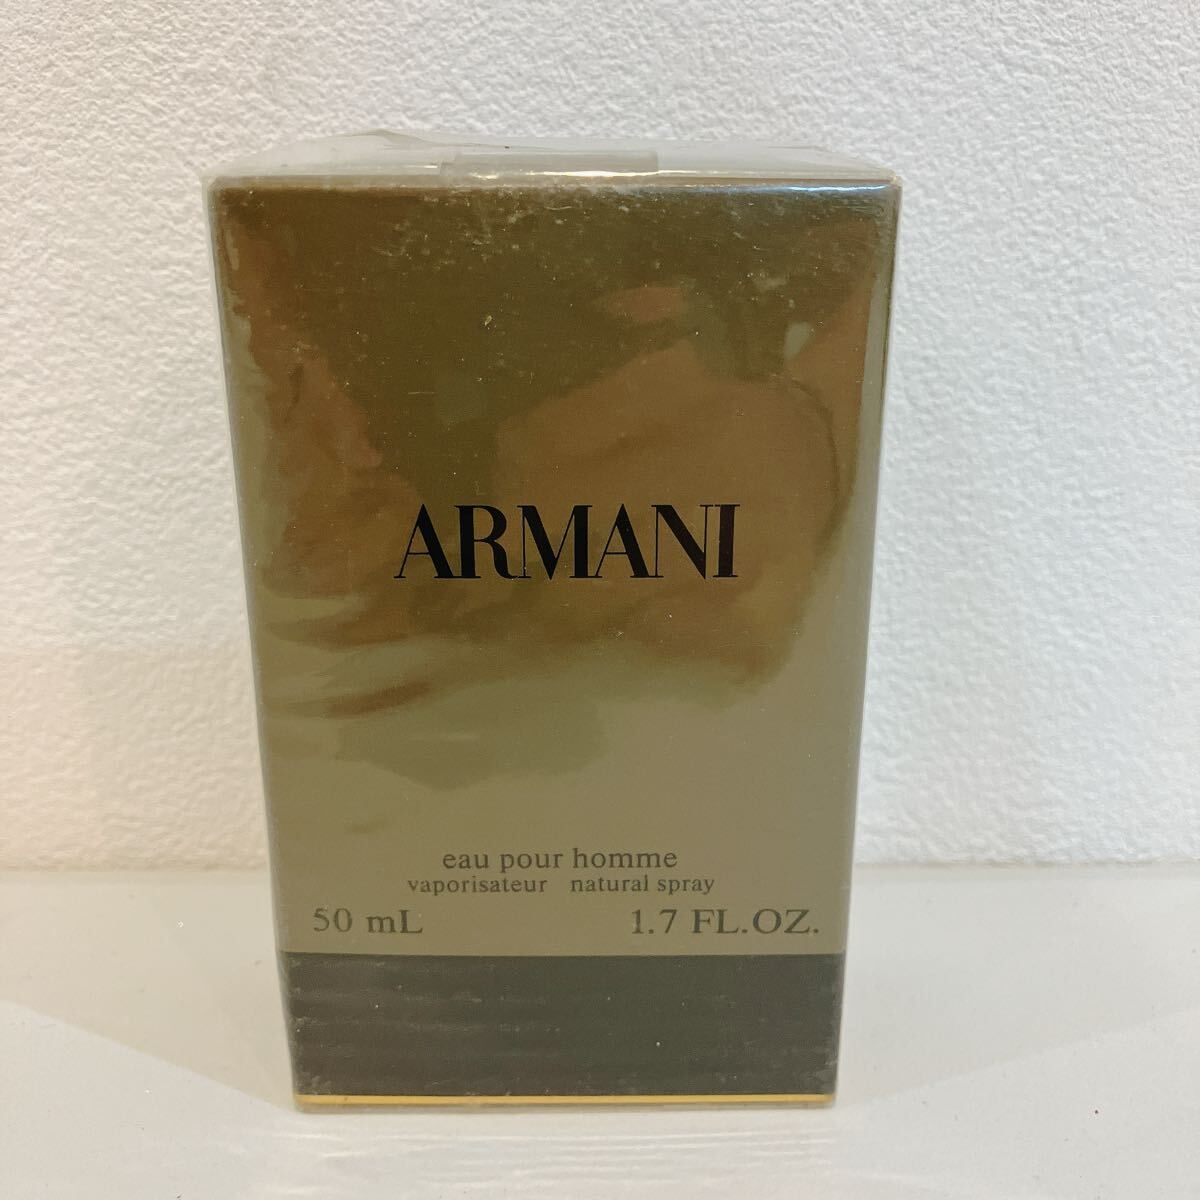 ARMANI
eau pour homme
vaporisateur natural spray
50 mL 1.7 FL.OZ.